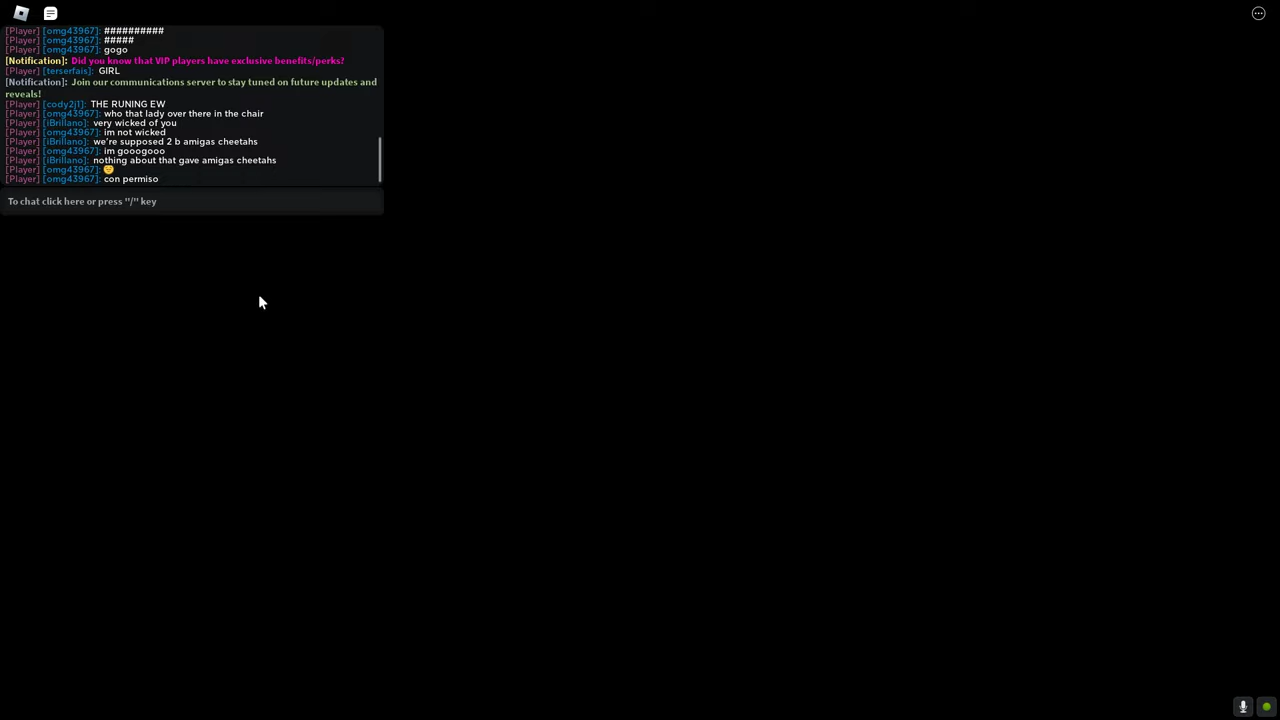 [Player] [omg43967]: ##########
[Player] [omg43967]: #####
[Player] [omg43967]: gogo
[Notification]: Did you know that VIP players have exclusive benefits/perks?
[Player] [terserfais]: GIRL
[Notification]: Join our communications server to stay tuned on future updates and
reveals!
[Player] [cody2j1]: THE RUNING EW
[Player] [omg43967]: who that lady over there in the chair
[Player] [iBrillano]: very wicked of you
[Player] [omg43967]: im not wicked
[Player] [iBrillano]: we're supposed 2 b amigas cheetahs
[Player] [omg43967]: im gooogooo
[Player] [iBrillano]: nothing about that gave amigas cheetahs
[Player] [omg43967]: 😕
[Player] [omg43967]: con permiso
To chat click here or press "/" key